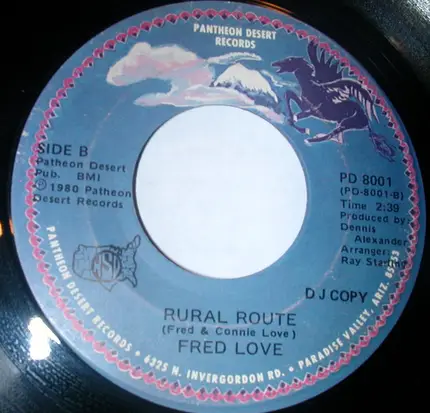 PANTHEON DESERT
RECORDS
SIDE B
Patheon Desert
Pub. BMI
℗ 1980 Patheon
Desert Records
PD 8001
(PD-8001-B)
Time 2:39
Produced by:
Dennis
Alexander
Arranger:
Ray
D J COPY
RURAL ROUTE
(Fred & Connie Love)
FRED LOVE
PANTHEON DESERT RECORDS • 6325 N. INVERGORDON RD. • PARADISE VALLEY, ARIZ. 85253